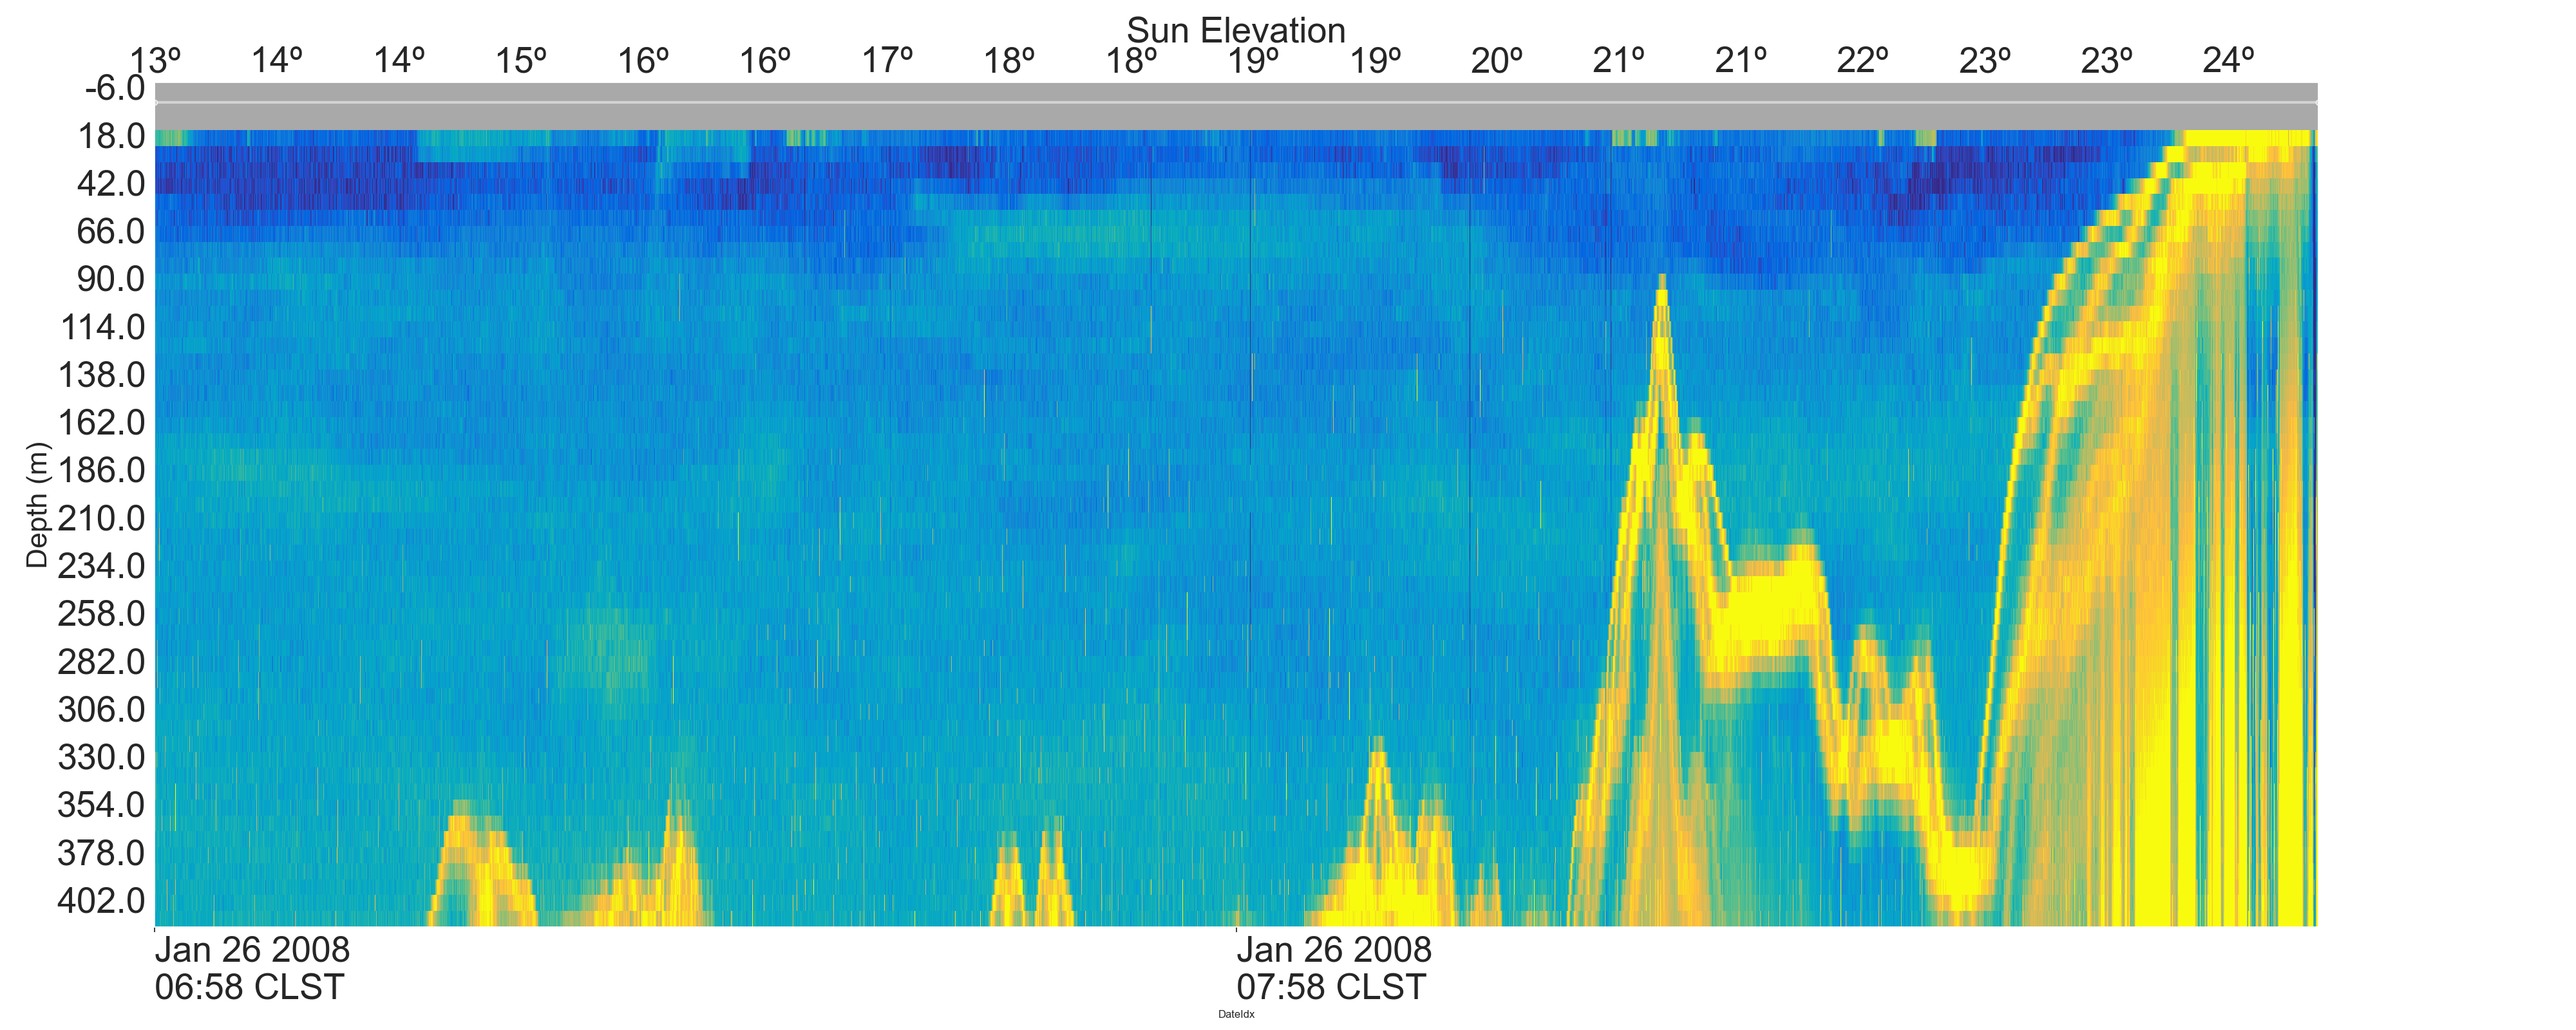 Sun Elevation
13º 14º 14º 15º 16º 16º 17º 18º 18º 19º 19º 20º 21º 21º 22º 23º 23º 24º
-6.0
18.0
42.0
66.0
90.0
114.0
138.0
162.0
186.0
210.0
234.0
258.0
282.0
306.0
330.0
354.0
378.0
402.0
Depth (m)
Jan 26 2008
06:58 CLST
Jan 26 2008
07:58 CLST
DateIdx